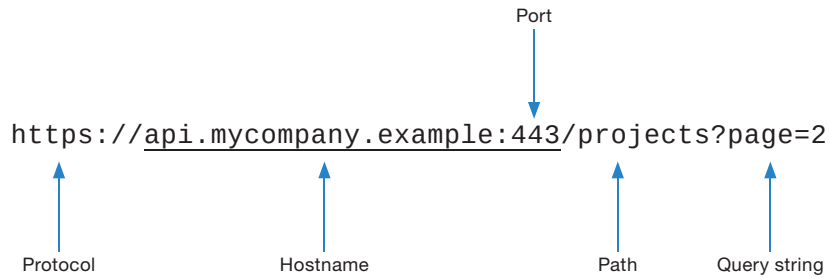 Port
https://api.mycompany.example:443/projects?page=2
Protocol
Hostname
Path
Query string